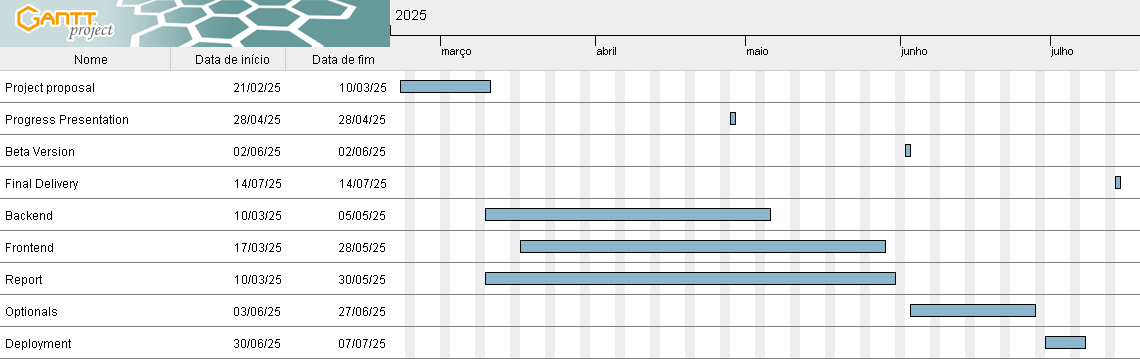 GANTT project
2025
março abril maio junho julho
Nome Data de início Data de fim
Project proposal 21/02/25 10/03/25
Progress Presentation 28/04/25 28/04/25
Beta Version 02/06/25 02/06/25
Final Delivery 14/07/25 14/07/25
Backend 10/03/25 05/05/25
Frontend 17/03/25 28/05/25
Report 10/03/25 30/05/25
Optionals 03/06/25 27/06/25
Deployment 30/06/25 07/07/25